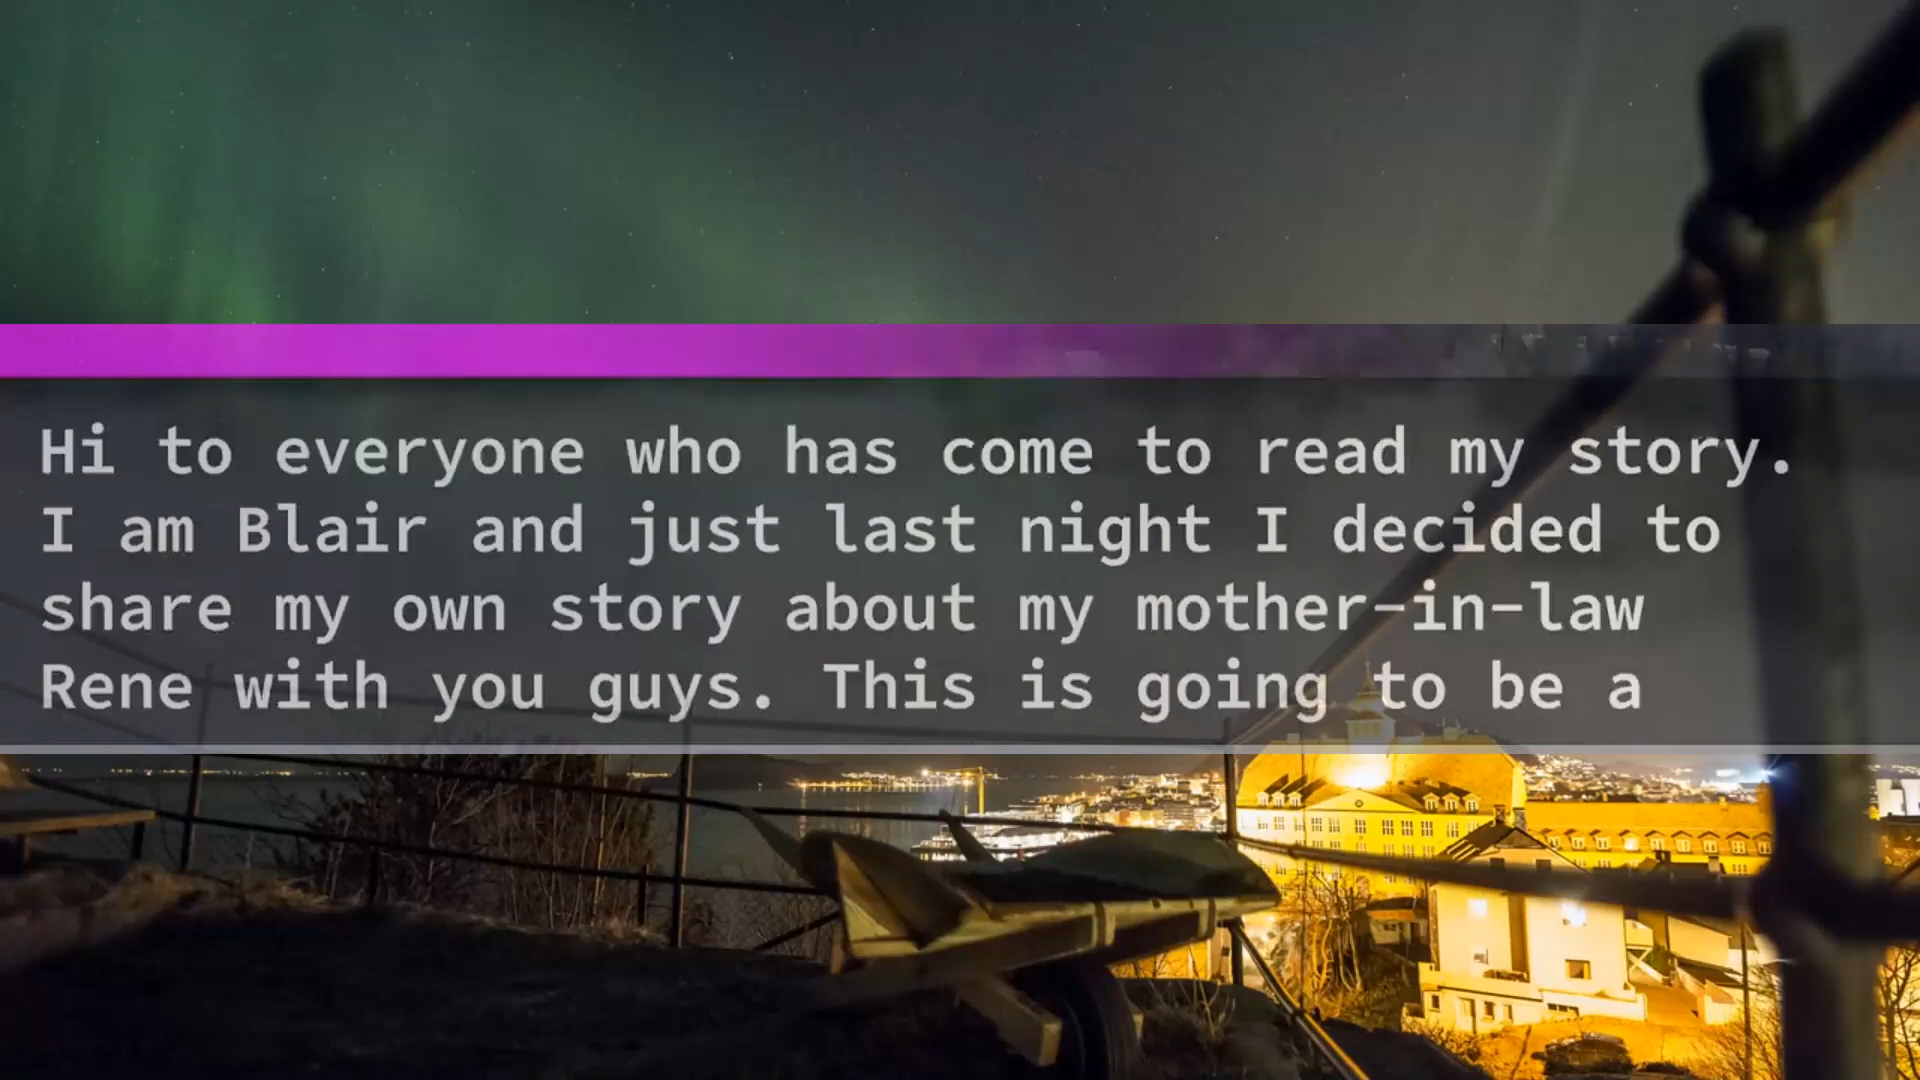 Hi to everyone who has come to read my story.
I am Blair and just last night I decided to
share my own story about my mother-in-law
Rene with you guys. This is going to be a